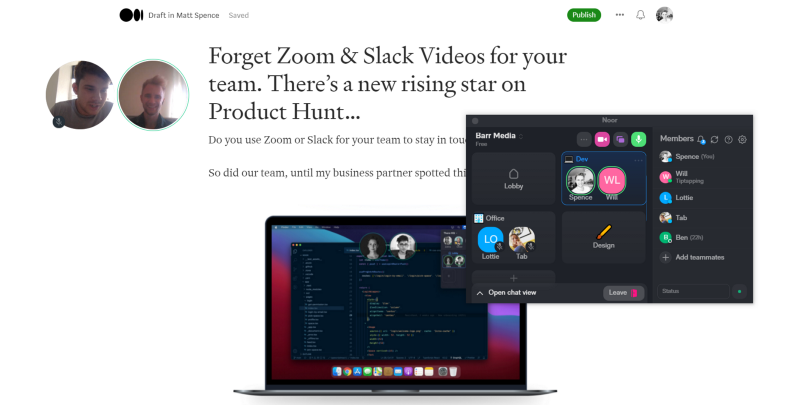 Draft in Matt Spence Saved
Publish
Forget Zoom & Slack Videos for your
team. There's a new rising star on
Product Hunt...
Do you use Zoom or Slack for your team to stay in
So did our team, until my business partner spotted
Noor
Barr Media
Free
Lobby
Dev
WL
Spence Will
Office
LO
Lottie Tab
Design
Open chat view
Leave
Members
Spence (You)
Will
Tiptapping
Lottie
Tab
Ben (22h)
Add teammates
Status